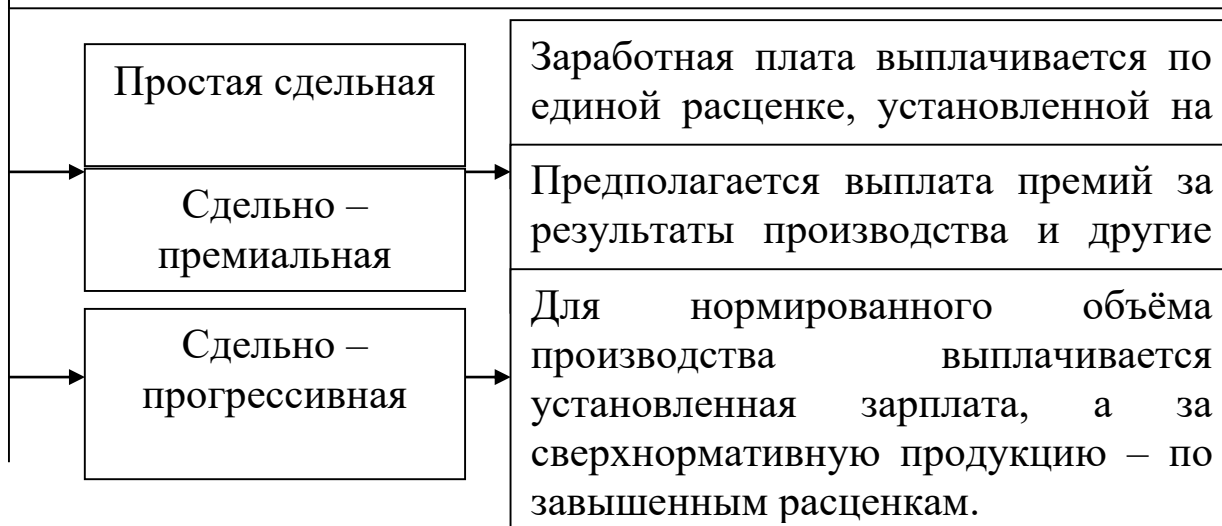 Простая сдельная
Заработная плата выплачивается по
единой расценке, установленной на
Сдельно –
премиальная
Предполагается выплата премий за
результаты производства и другие
Сдельно –
прогрессивная
Для нормированного объёма
производства выплачивается
установленная зарплата, а за
сверхнормативную продукцию – по
завышенным расценкам.